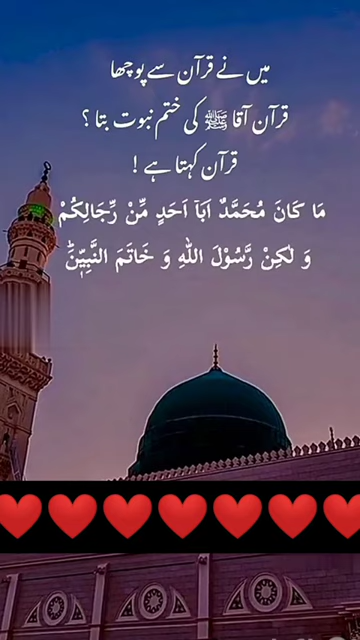 میں نے قرآن سے پوچھا
قرآن آقا ﷺ کی ختم نبوت بتا ؟
قرآن کہتا ہے !
مَا كَانَ مُحَمَّدٌ اَبَاۤ اَحَدٍ مِّنْ رِّجَالِكُمْ
وَ لٰكِنْ رَّسُوْلَ اللّٰهِ وَ خَاتَمَ النَّبِیّٖنَؕ